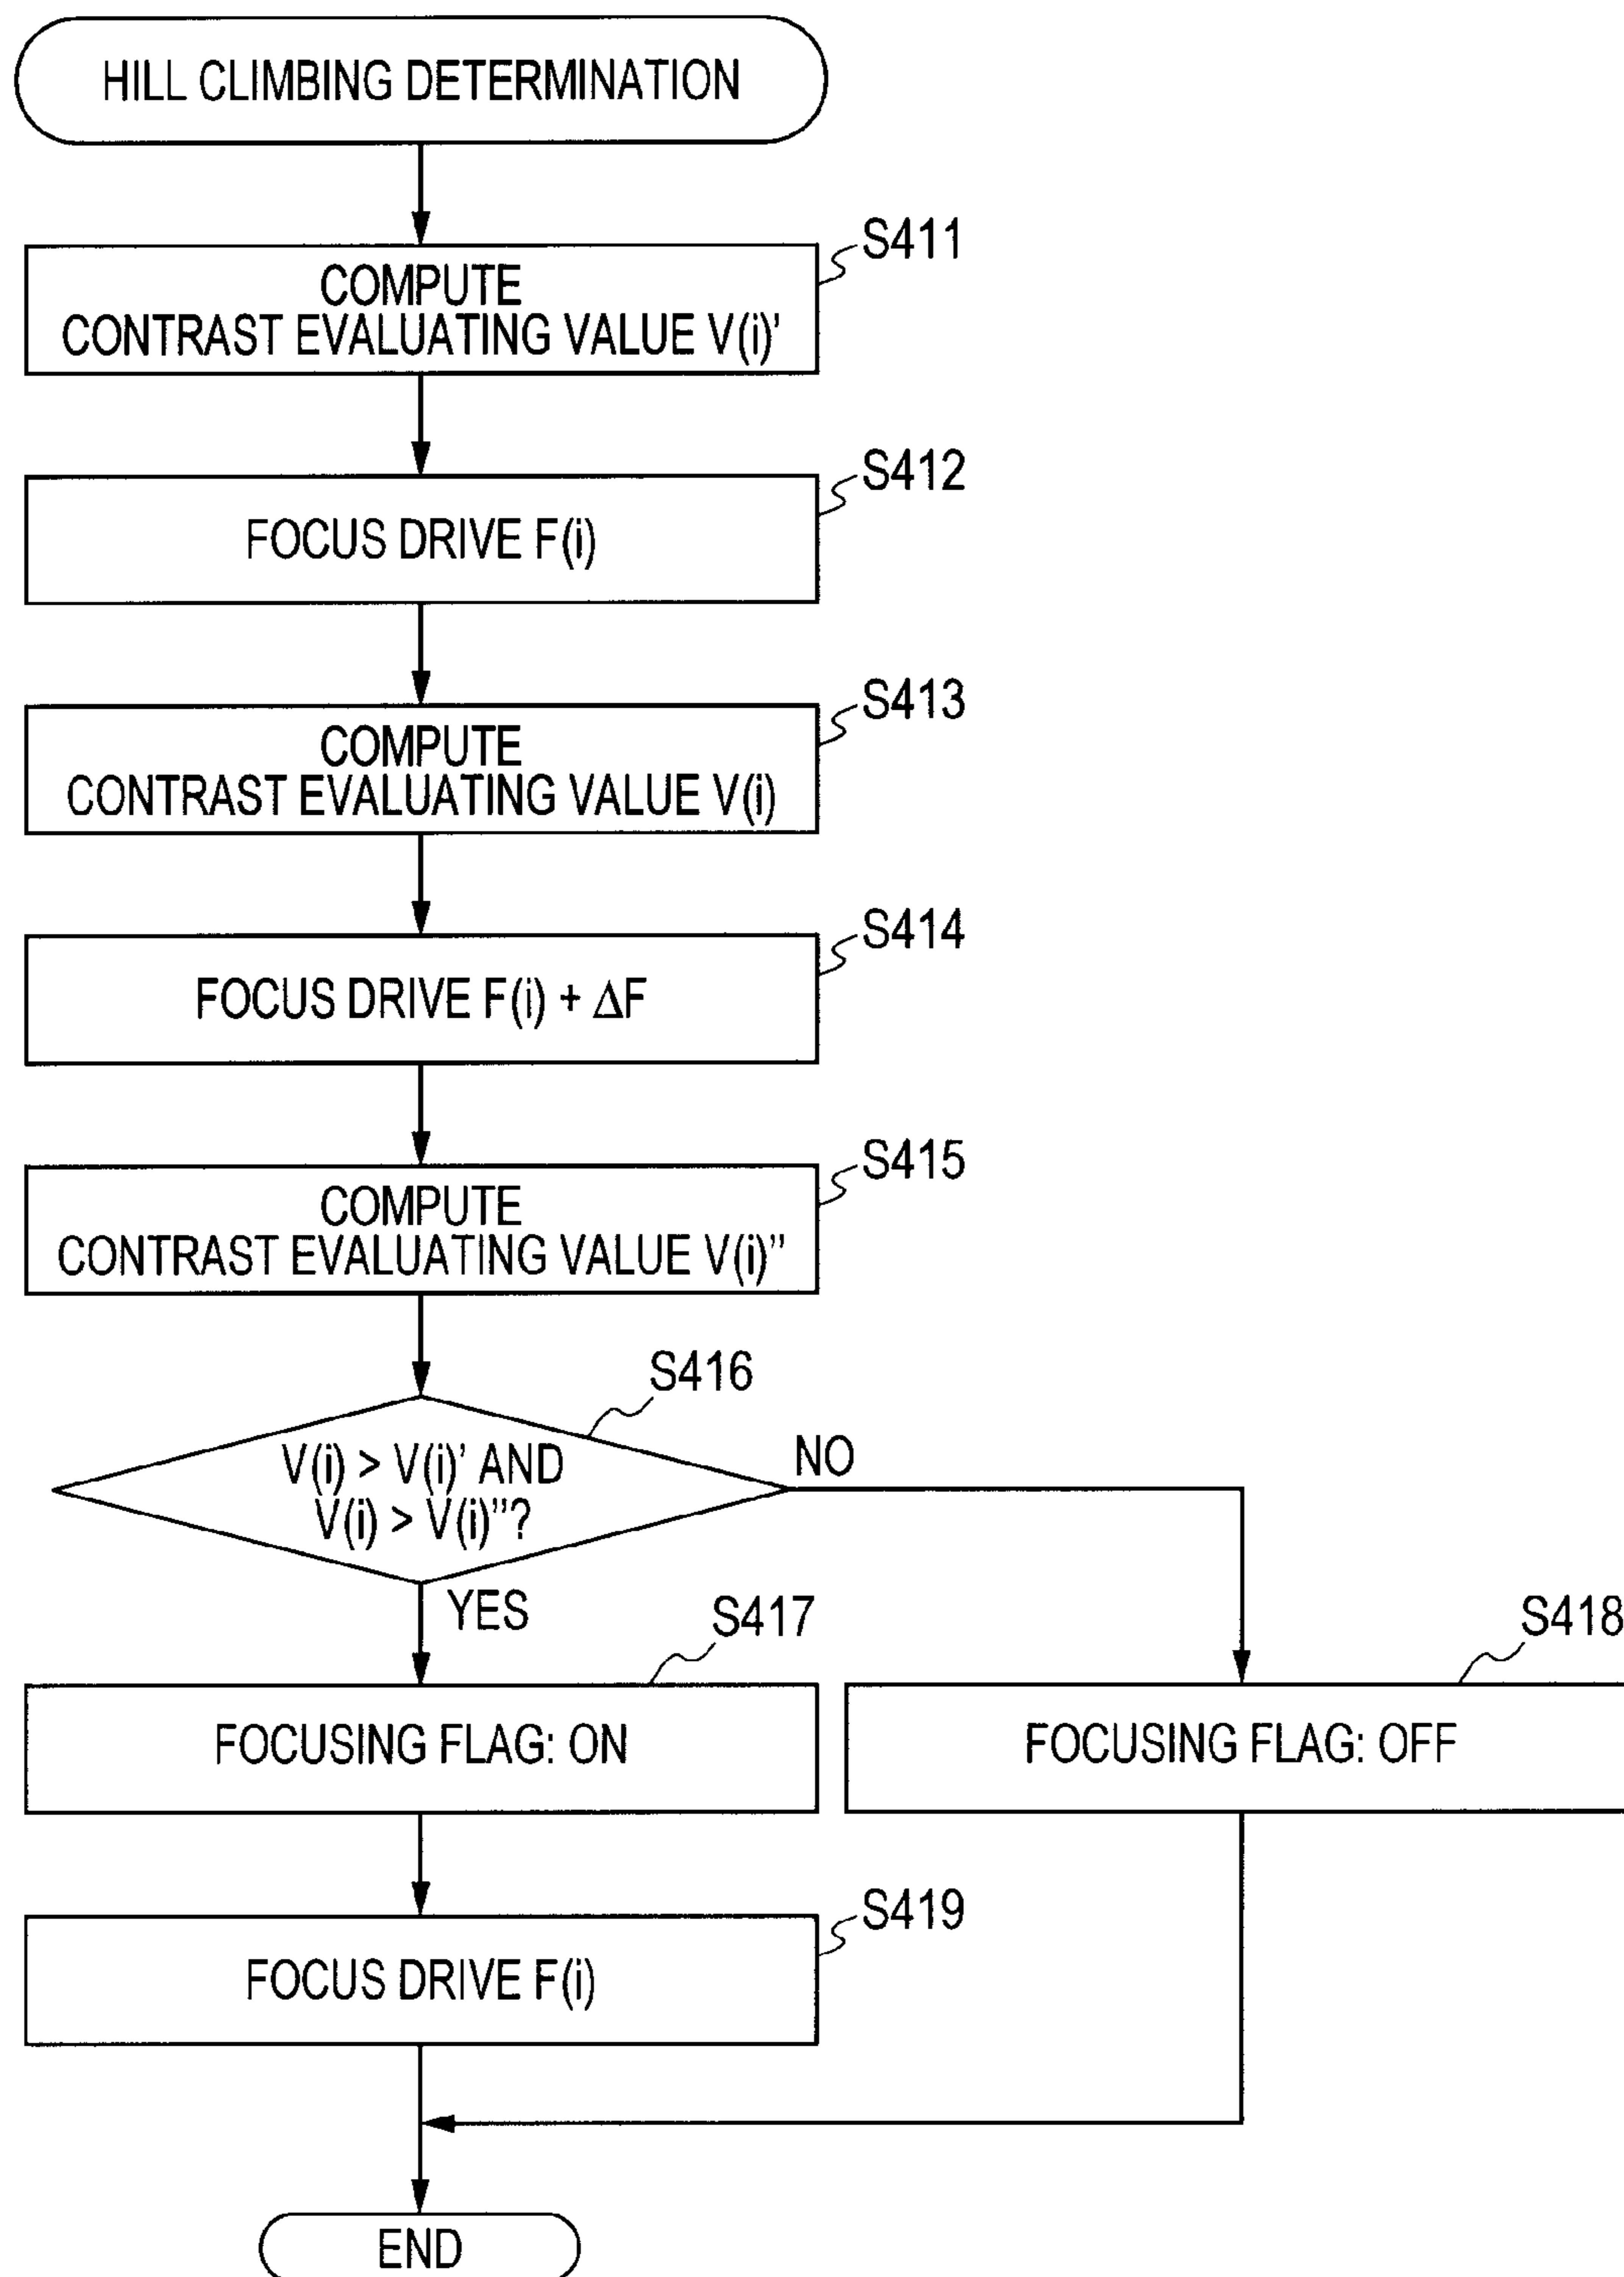 HILL CLIMBING DETERMINATION
S411
COMPUTE
CONTRAST EVALUATING VALUE V(i)'
S412
FOCUS DRIVE F(i)
S413
COMPUTE
CONTRAST EVALUATING VALUE V(i)
S414
FOCUS DRIVE F(i) + ΔF
S415
COMPUTE
CONTRAST EVALUATING VALUE V(i)"
S416
V(i) > V(i)' AND
V(i) > V(i)"?
NO
YES
S417
FOCUSING FLAG: ON
S418
FOCUSING FLAG: OFF
S419
FOCUS DRIVE F(i)
END